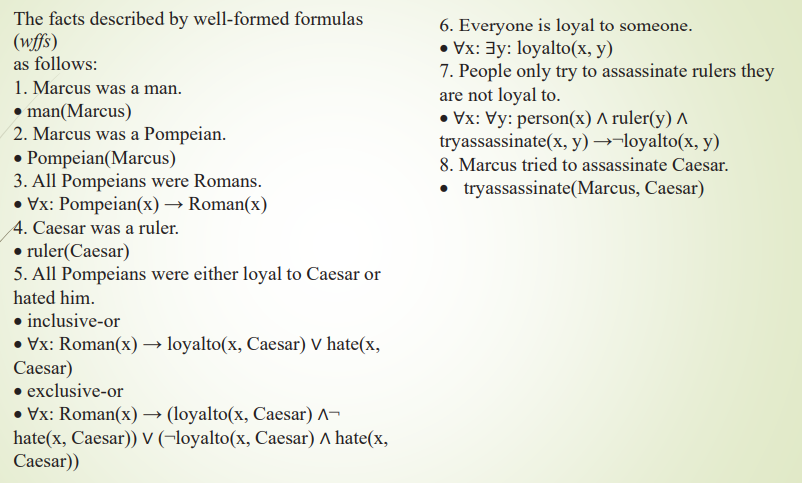 The facts described by well-formed formulas
(wffs)
as follows:
1. Marcus was a man.
• man(Marcus)
2. Marcus was a Pompeian.
• Pompeian(Marcus)
3. All Pompeians were Romans.
• ∀x: Pompeian(x) → Roman(x)
4. Caesar was a ruler.
• ruler(Caesar)
5. All Pompeians were either loyal to Caesar or
hated him.
• inclusive-or
• ∀x: Roman(x) → loyalto(x, Caesar) ∨ hate(x,
Caesar)
• exclusive-or
• ∀x: Roman(x) → (loyalto(x, Caesar) ∧¬
hate(x, Caesar)) ∨ (¬loyalto(x, Caesar) ∧ hate(x,
Caesar))
6. Everyone is loyal to someone.
• ∀x: ∃y: loyalto(x, y)
7. People only try to assassinate rulers they
are not loyal to.
• ∀x: ∀y: person(x) ∧ ruler(y) ∧
tryassassinate(x, y) →¬loyalto(x, y)
8. Marcus tried to assassinate Caesar.
• tryassassinate(Marcus, Caesar)